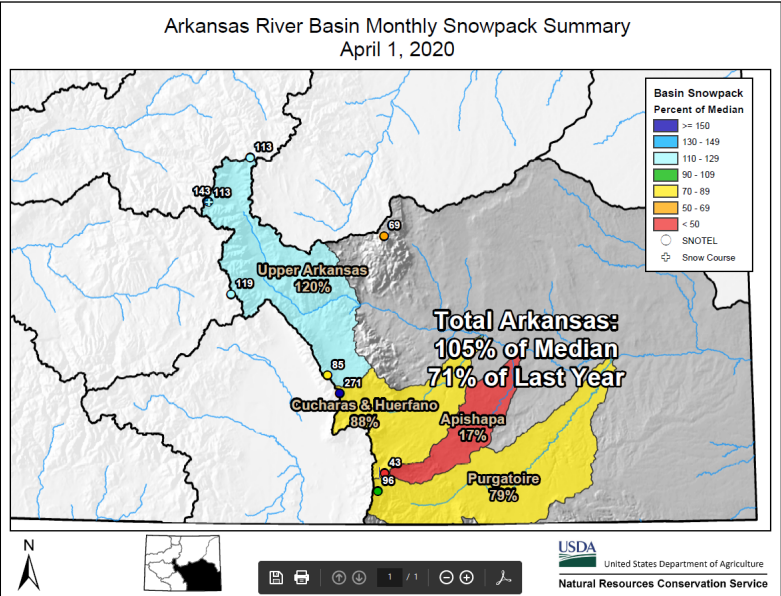 Arkansas River Basin Monthly Snowpack Summary
April 1, 2020
Basin Snowpack
Percent of Median
>= 150
130 - 149
110 - 129
90 - 109
70 - 89
50 - 69
< 50
SNOTEL
Snow Course
113
143 113
69
Upper Arkansas
120%
119
Total Arkansas:
105% of Median
71% of Last Year
85
271
Cucharas & Huerfano
88%
Apishapa
17%
43
96
Purgatoire
79%
N
1 / 1
USDA
United States Department of Agriculture
Natural Resources Conservation Service